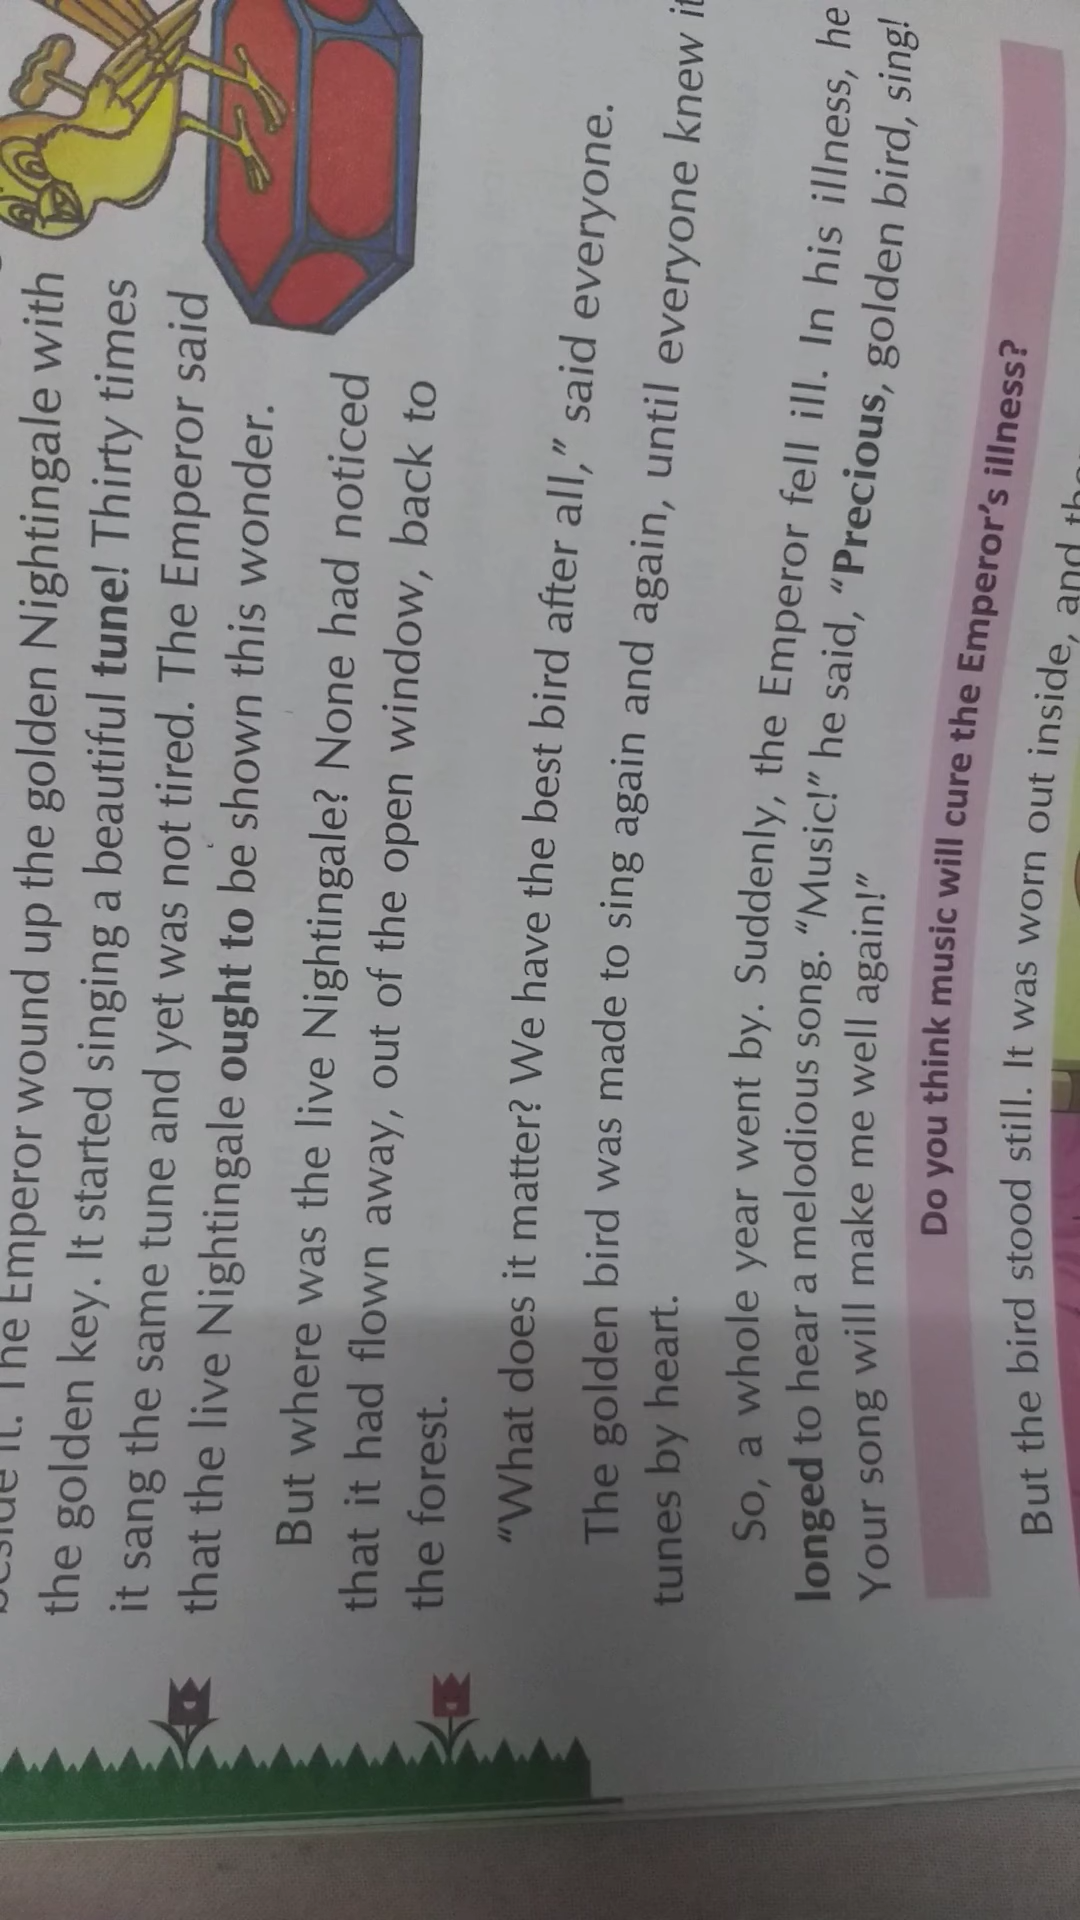 beside it. The Emperor wound up the golden Nightingale with
the golden key. It started singing a beautiful tune! Thirty times
it sang the same tune and yet was not tired. The Emperor said
that the live Nightingale ought to be shown this wonder.
But where was the live Nightingale? None had noticed
that it had flown away, out of the open window, back to
the forest.
“What does it matter? We have the best bird after all,” said everyone.
The golden bird was made to sing again and again, until everyone knew it
tunes by heart.
So, a whole year went by. Suddenly, the Emperor fell ill. In his illness, he
longed to hear a melodious song. “Music!” he said, “Precious, golden bird, sing!
Your song will make me well again!”
Do you think music will cure the Emperor’s illness?
But the bird stood still. It was worn out inside, and